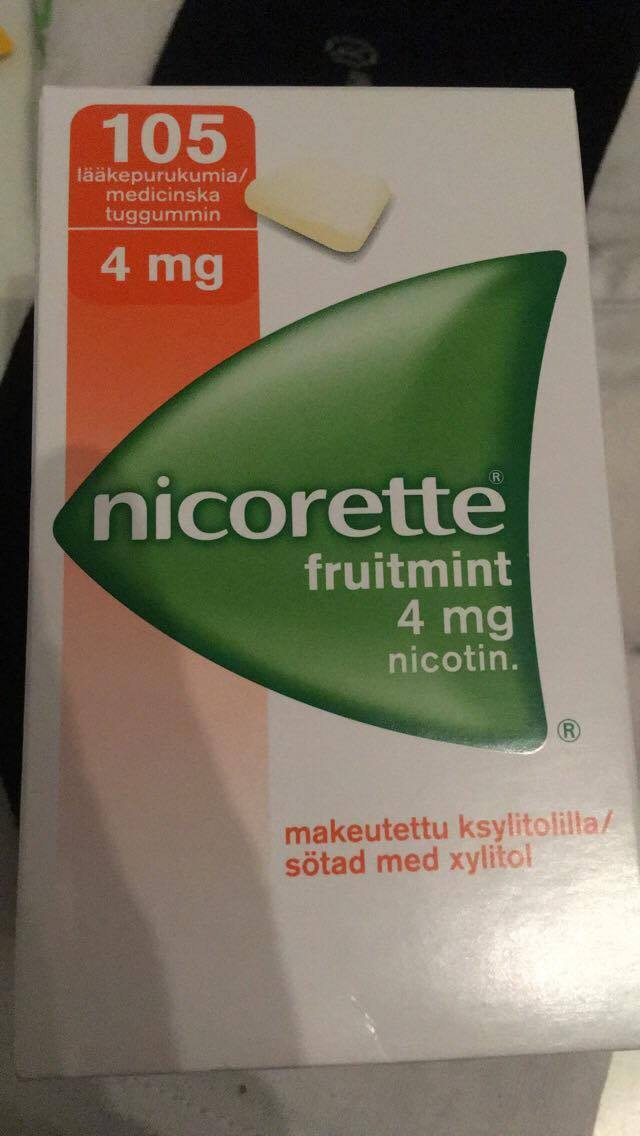 105
lääkepurukumia/
medicinska
tuggummin
4 mg
nicorette®
fruitmint
4 mg
nicotin.
®
makeutettu ksylitolilla/
sötad med xylitol